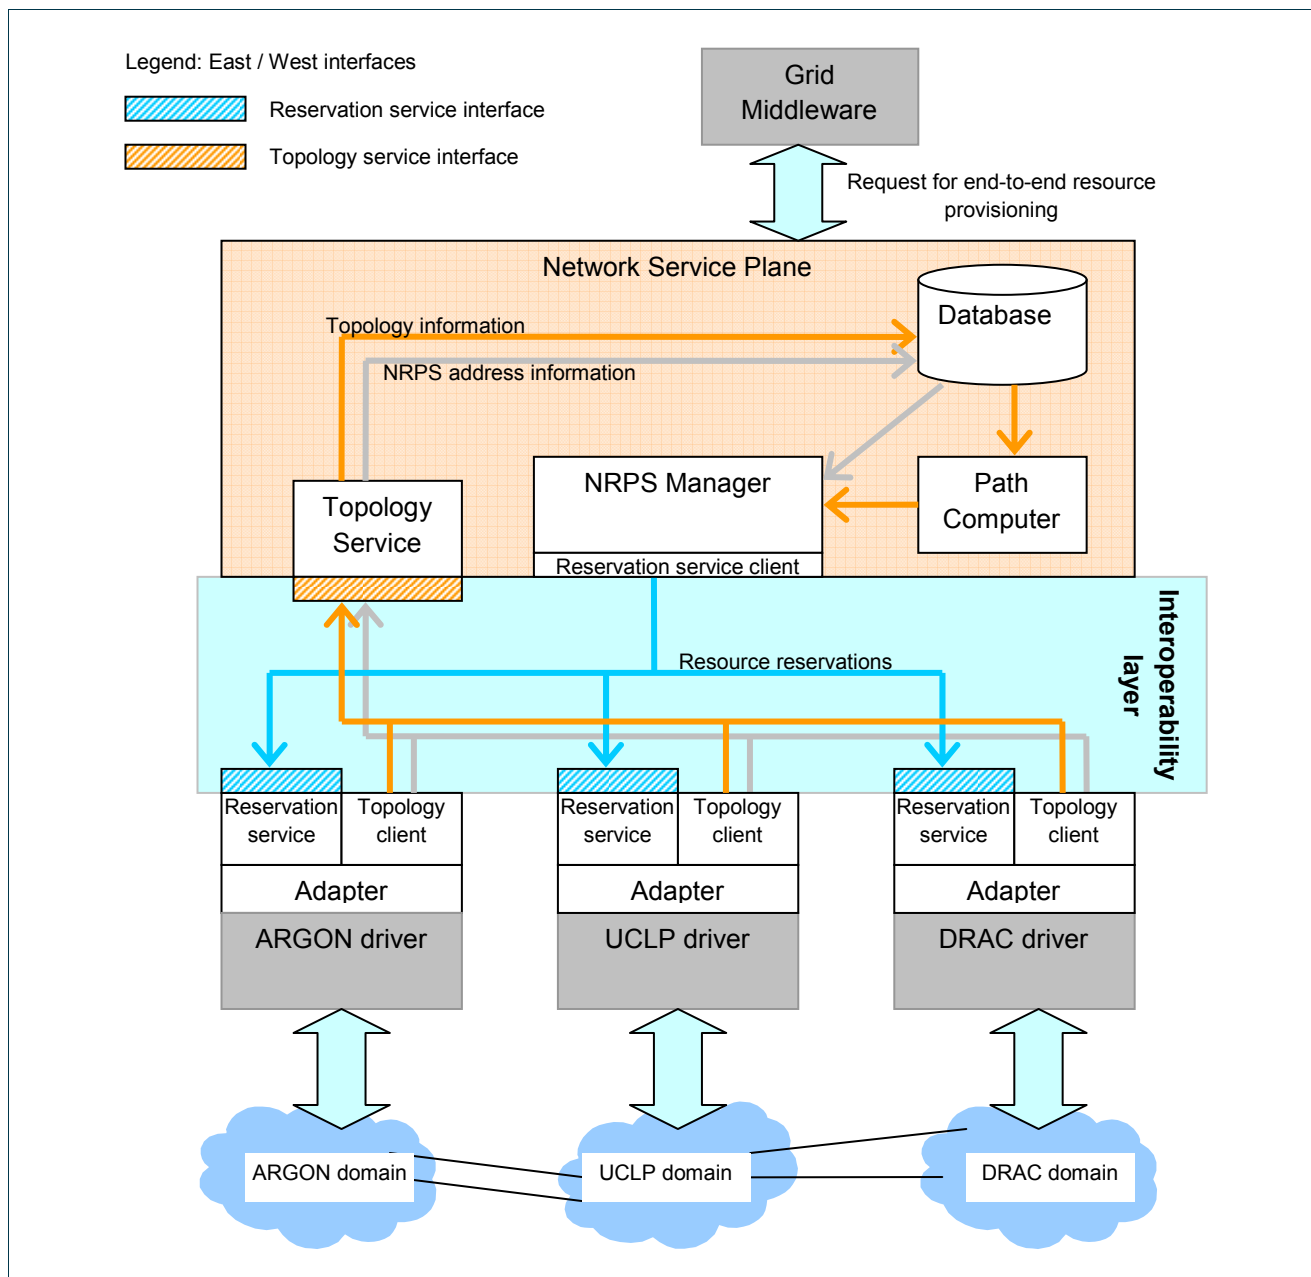 Legend: East / West interfaces
Reservation service interface
Topology service interface
Grid
Middleware
Request for end-to-end resource
provisioning
Network Service Plane
Database
Topology information
NRPS address information
NRPS Manager
Path
Computer
Topology
Service
Reservation service client
Interoperability
layer
Resource reservations
Reservation
service
Topology
client
Reservation
service
Topology
client
Reservation
service
Topology
client
Adapter
Adapter
Adapter
ARGON driver
UCLP driver
DRAC driver
ARGON domain
UCLP domain
DRAC domain